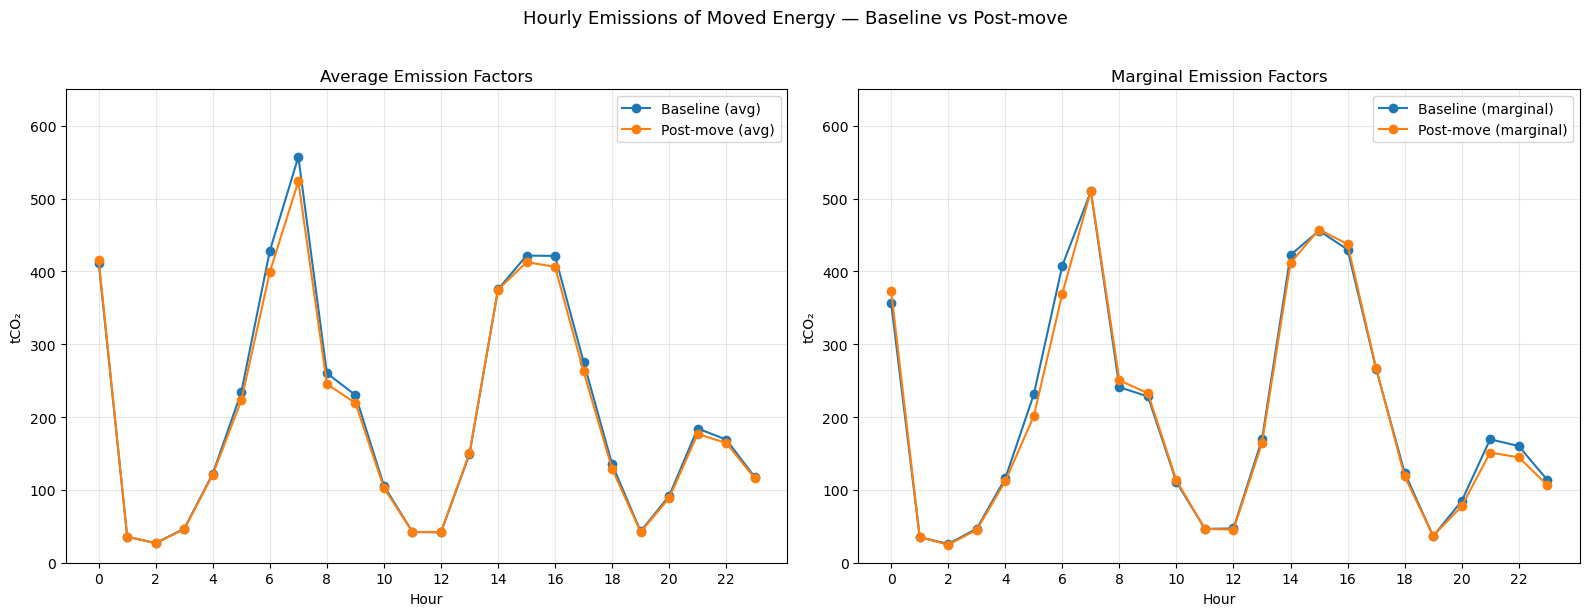 Hourly Emissions of Moved Energy — Baseline vs Post-move
Average Emission Factors
Baseline (avg)
Post-move (avg)
600
500
400
300
200
100
0
tCO₂
0 2 4 6 8 10 12 14 16 18 20 22
Hour
Marginal Emission Factors
Baseline (marginal)
Post-move (marginal)
600
500
400
300
200
100
0
tCO₂
0 2 4 6 8 10 12 14 16 18 20 22
Hour